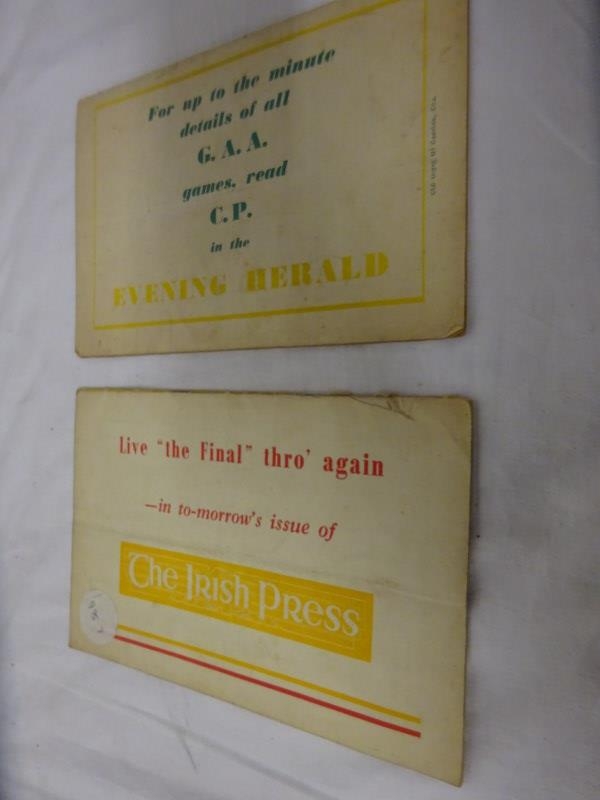 For up to the minute
details of all
G. A. A.
games, read
C.P.
in the
EVENING HERALD
Live "the Final" thro' again
—in to-morrow's issue of
The Irish Press